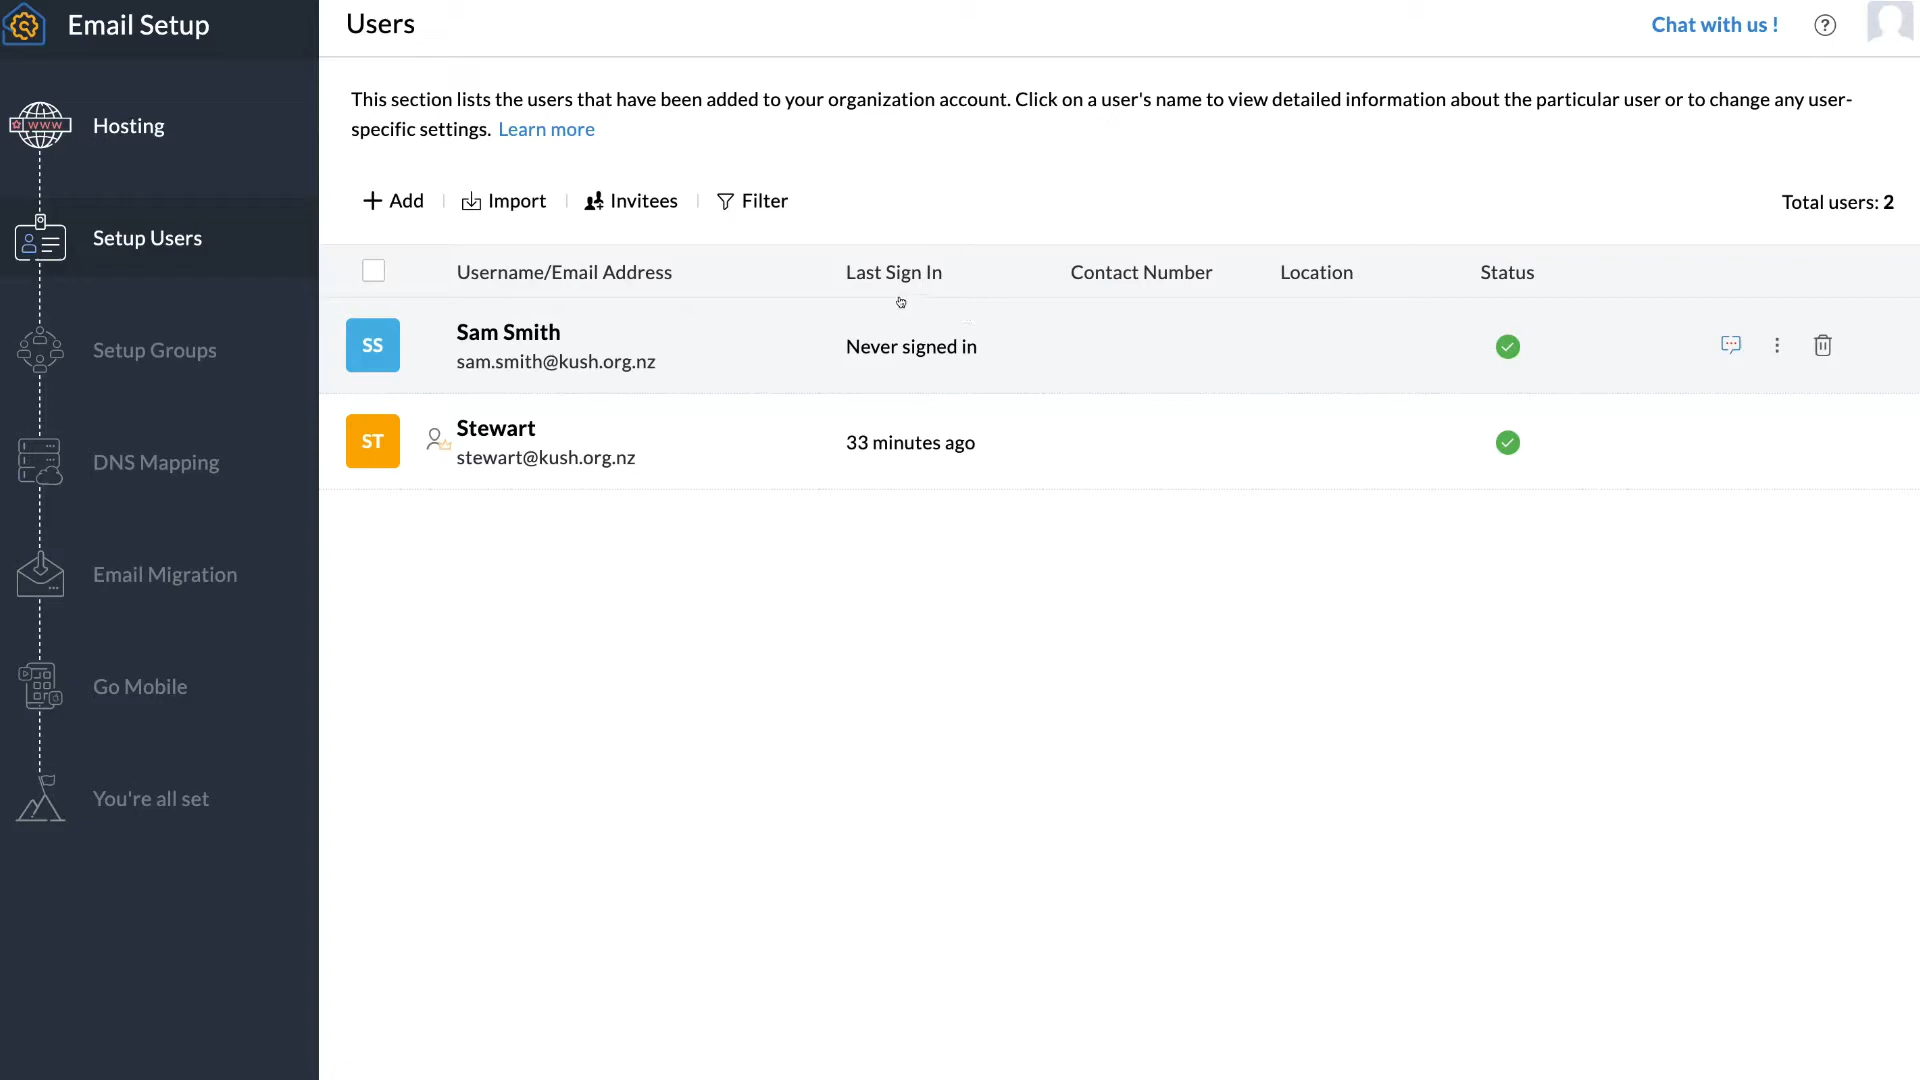 Email Setup
Users
Chat with us !
?
Hosting
Setup Users
Setup Groups
DNS Mapping
Email Migration
Go Mobile
You're all set
This section lists the users that have been added to your organization account. Click on a user's name to view detailed information about the particular user or to change any user-
specific settings. Learn more
+ Add
Import
Invitees
Filter
Total users: 2
Username/Email Address
Last Sign In
Contact Number
Location
Status
SS
Sam Smith
sam.smith@kush.org.nz
Never signed in
ST
Stewart
stewart@kush.org.nz
33 minutes ago
WWW